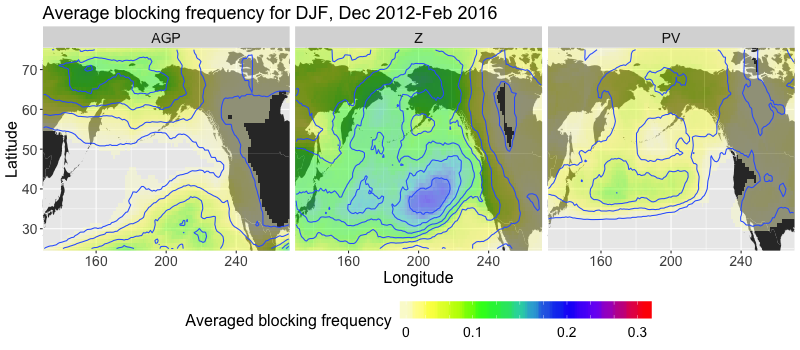 Average blocking frequency for DJF, Dec 2012-Feb 2016
AGP Z PV
Latitude
70
60
50
40
30
160 200 240 160 200 240 160 200 240
Longitude
Averaged blocking frequency
0 0.1 0.2 0.3